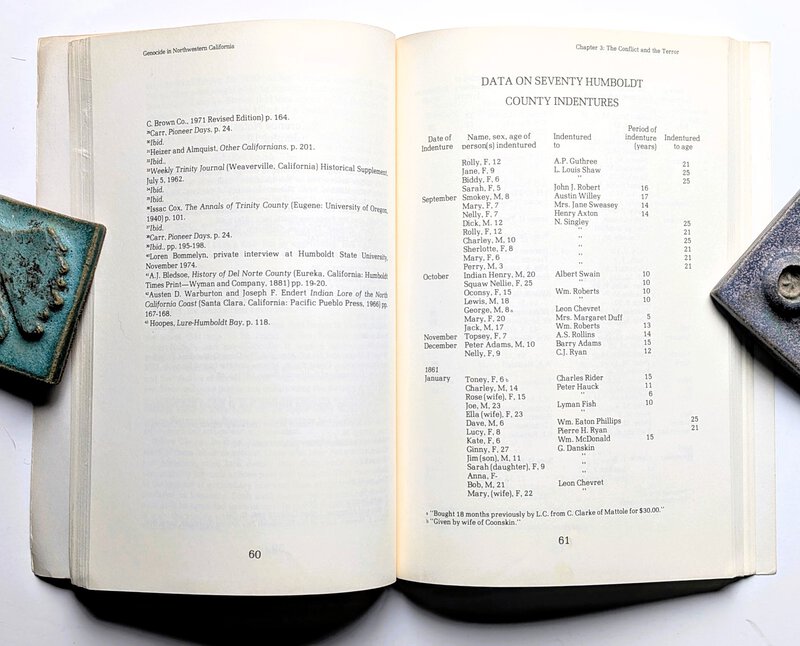 Genocide in Northwestern California
C. Brown Co., 1971 Revised Edition) p. 164.
Carr, Pioneer Days, p. 24.
Ibid.
Heizer and Almquist, Other Californians, p. 201.
Ibid..
Weekly Trinity Journal (Weaverville, California) Historical Supplement,
July 5, 1962.
Ibid.
Ibid.
Issac Cox, The Annals of Trinity County (Eugene: University of Oregon,
1940) p. 101.
Ibid.
Carr, Pioneer Days, p. 24.
Ibid., pp. 195-198.
Loren Bommelyn, private interview at Humboldt State University,
November 1974.
A.J. Bledsoe, History of Del Norte County (Eureka, California: Humboldt
Times Print—Wyman and Company, 1881) pp. 19-20.
Austen D. Warburton and Joseph F. Endert Indian Lore of the North
California Coast (Santa Clara, California: Pacific Pueblo Press, 1966) pp.
167-168.
Hoopes, Lure-Humboldt Bay, p. 118.
60
Chapter 3: The Conflict and the Terror
DATA ON SEVENTY HUMBOLDT
COUNTY INDENTURES
Date of Indenture Name, sex, age of person(s) indentured Indentured to Period of indenture (years) Indentured to age
Rolly, F, 12 A.P. Guthree 21
Jane, F, 9 L. Louis Shaw 25
Biddy, F, 6 " 25
Sarah, F, 5 John J. Robert 16
September Smokey, M, 8 Austin Willey 17
Mary, F, 7 Mrs. Jane Sweasey 14
Nelly, F, 7 Henry Axton 14
Dick, M, 12 N. Singley 25
Rolly, F, 12 " 21
Charley, M, 10 " 25
Sherlotte, F, 8 " 21
Mary, F, 6 " 21
Perry, M, 3 " 21
October Indian Henry, M, 20 Albert Swain 10
Squaw Nellie, F, 25 " 10
Oconsy, F, 15 Wm. Roberts 10
Lewis, M, 18 " 10
George, M, 8a Leon Chevret
Mary, F, 20 Mrs. Margaret Duff 5
Jack, M, 17 Wm. Roberts 13
November Topsey, F, 7 A.S. Rollins 14
December Peter Adams, M, 10 Barry Adams 15
Nelly, F, 9 C.J. Ryan 12
1861
January Toney, F, 6 b Charles Rider 15
Charley, M, 14 Peter Hauck 11
Rose (wife), F, 15 " 6
Joe, M, 23 Lyman Fish 10
Ella (wife), F, 23 "
Dave, M, 6 Wm. Eaton Phillips 25
Lucy, F, 8 Pierre H. Ryan 21
Kate, F, 6 Wm. McDonald 15
Ginny, F, 27 G. Danskin
Jim (son), M, 11 "
Sarah (daughter), F, 9 "
Anna, F- "
Bob, M, 21 Leon Chevret
Mary, (wife), F, 22 "
a "Bought 18 months previously by L.C. from C. Clarke of Mattole for $30.00."
b "Given by wife of Coonskin."
61